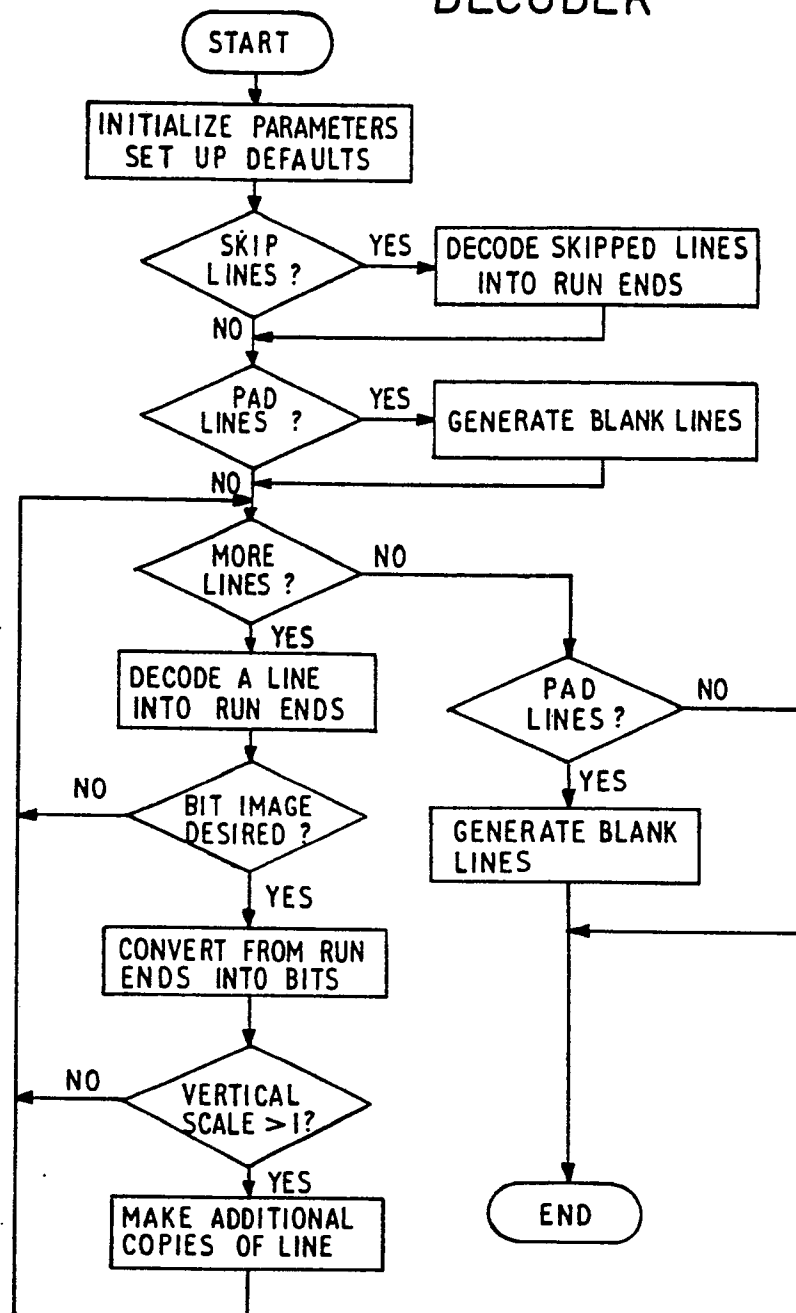 DECODER
START
INITIALIZE PARAMETERS
SET UP DEFAULTS
SKIP
LINES ?
YES
DECODE SKIPPED LINES
INTO RUN ENDS
NO
PAD
LINES ?
YES
GENERATE BLANK LINES
NO
MORE
LINES ?
NO
YES
DECODE A LINE
INTO RUN ENDS
PAD
LINES ?
NO
YES
GENERATE BLANK
LINES
NO
BIT IMAGE
DESIRED ?
YES
CONVERT FROM RUN
ENDS INTO BITS
NO
VERTICAL
SCALE > 1?
YES
MAKE ADDITIONAL
COPIES OF LINE
END